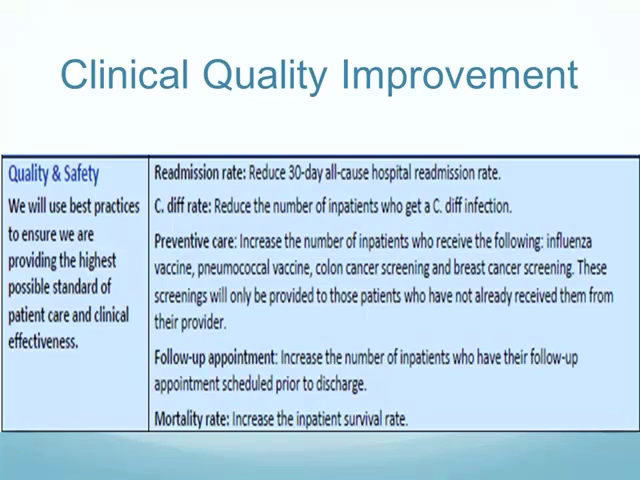 Clinical Quality Improvement
Quality & Safety
We will use best practices
to ensure we are
providing the highest
possible standard of
patient care and clinical
effectiveness.
Readmission rate: Reduce 30-day all-cause hospital readmission rate.
C. diff rate: Reduce the number of inpatients who get a C. diff infection.
Preventive care: Increase the number of inpatients who receive the following: influenza
vaccine, pneumococcal vaccine, colon cancer screening and breast cancer screening. These
screenings will only be provided to those patients who have not already received them from
their provider.
Follow-up appointment: Increase the number of inpatients who have their follow-up
appointment scheduled prior to discharge.
Mortality rate: Increase the inpatient survival rate.